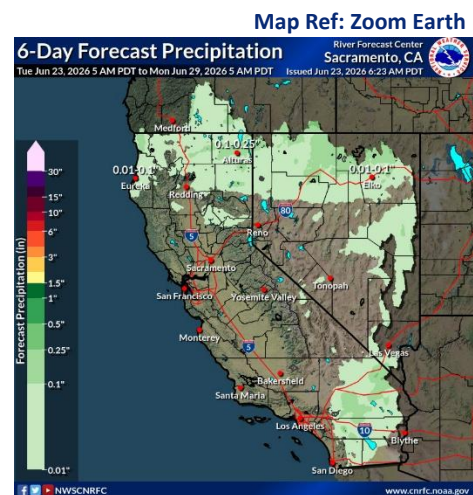 Map Ref: Zoom Earth
6-Day Forecast Precipitation
Tue Jun 23, 2026 5 AM PDT to Mon Jun 29, 2026 5 AM PDT
River Forecast Center
Sacramento, CA
Issued Jun 23, 2026 6:23 AM PDT
Medford
0.1-0.25"
Alturas
0.01-0.1"
Eureka
Redding
0.01-0.1"
Elko
80
Reno
5
Sacramento
San Francisco
Yosemite Valley
Tonopah
Monterey
5
Las Vegas
Bakersfield
Santa Maria
Los Angeles
10
Blythe
San Diego
Forecast Precipitation (in)
30"
15"
10"
6"
3"
1.5"
1"
0.5"
0.25"
0.1"
0.01"
NWSCNRFC
www.cnrfc.noaa.gov